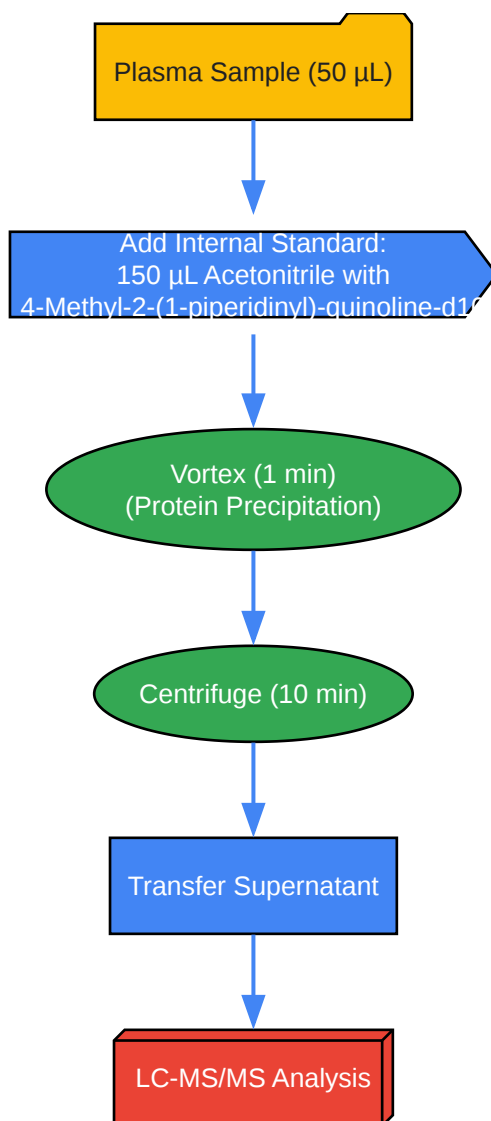 Plasma Sample (50 µL)
Add Internal Standard:
150 µL Acetonitrile with
4-Methyl-2-(1-piperidinyl)-quinoline-d10
Vortex (1 min)
(Protein Precipitation)
Centrifuge (10 min)
Transfer Supernatant
LC-MS/MS Analysis